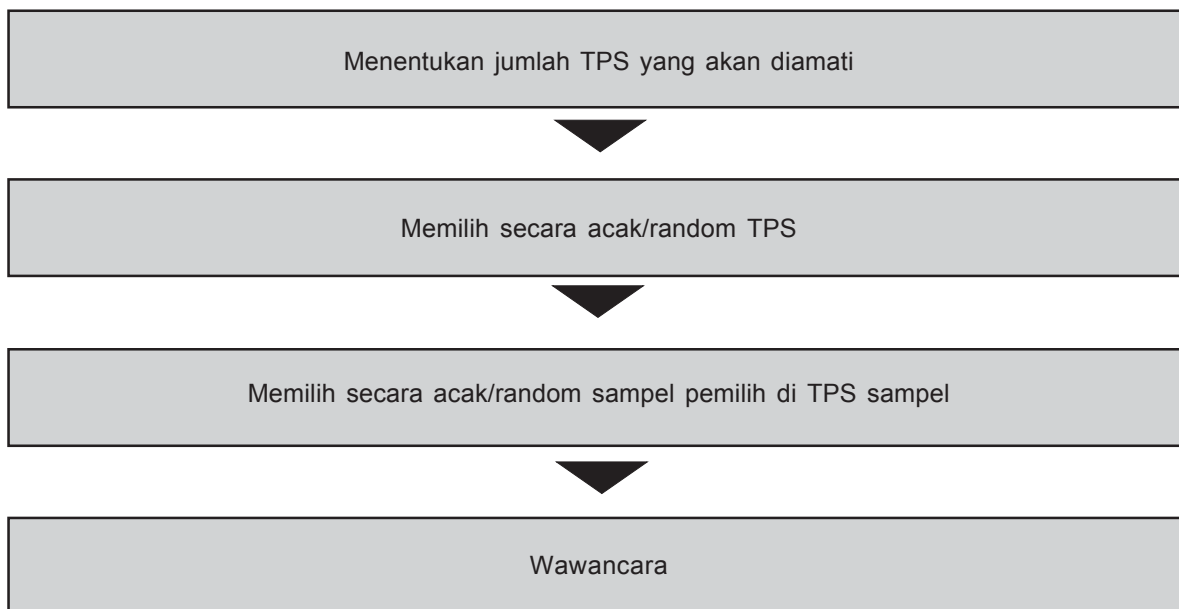 Menentukan jumlah TPS yang akan diamati
Memilih secara acak/random TPS
Memilih secara acak/random sampel pemilih di TPS sampel
Wawancara